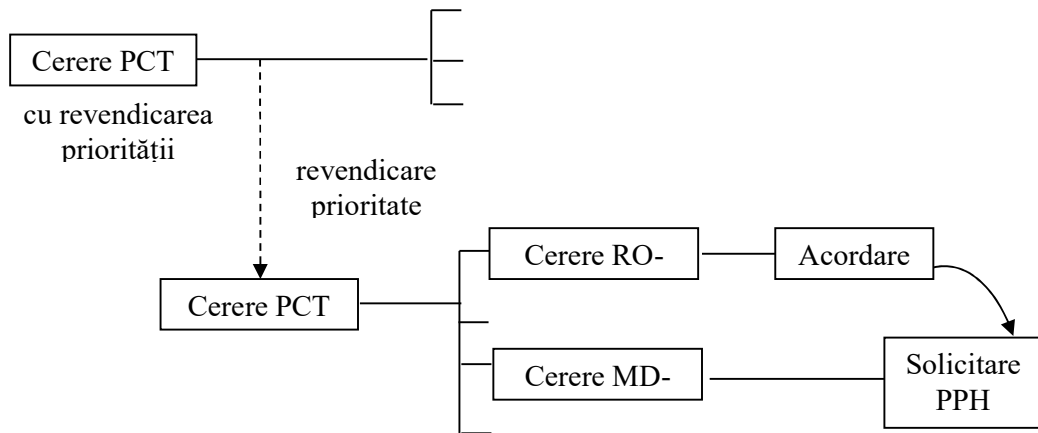 Cerere PCT
cu revendicarea
priorității
revendicare
prioritate
Cerere RO-
Acordare
Cerere PCT
Cerere MD-
Solicitare
PPH